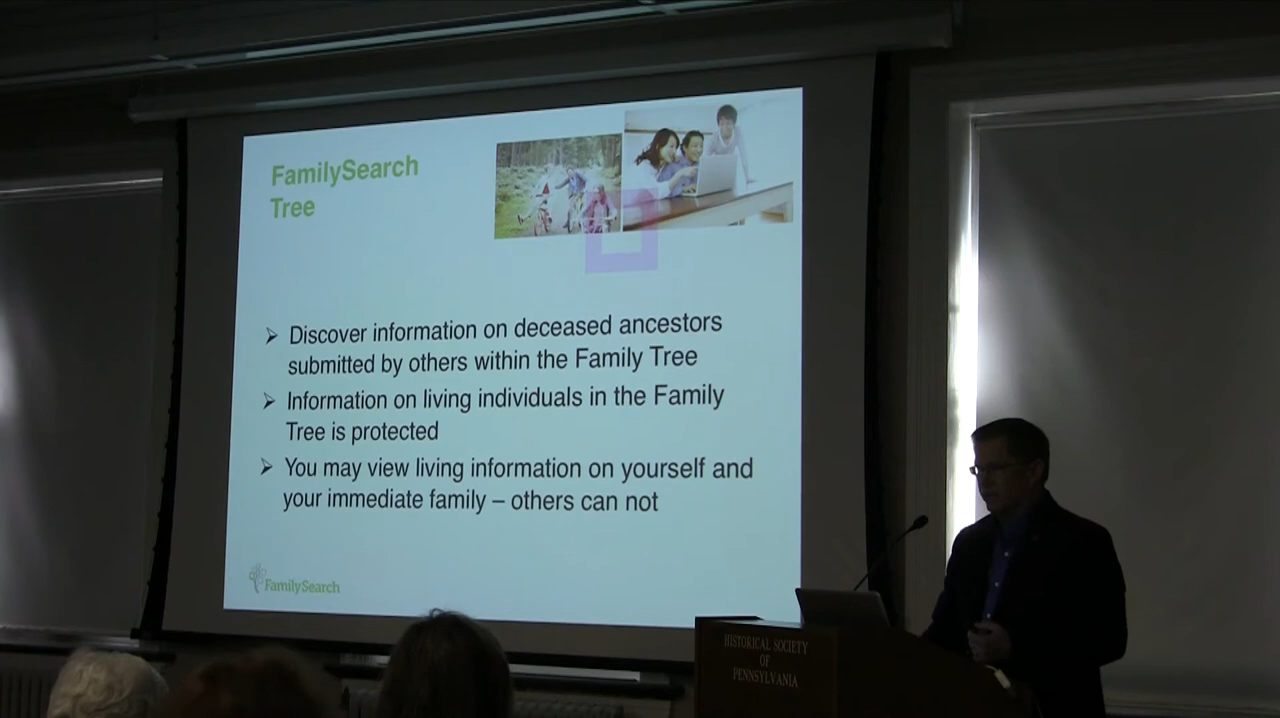 FamilySearch
Tree
➢ Discover information on deceased ancestors
submitted by others within the Family Tree
➢ Information on living individuals in the Family
Tree is protected
➢ You may view living information on yourself and
your immediate family – others can not
FamilySearch
HISTORICAL SOCIETY
OF
PENNSYLVANIA